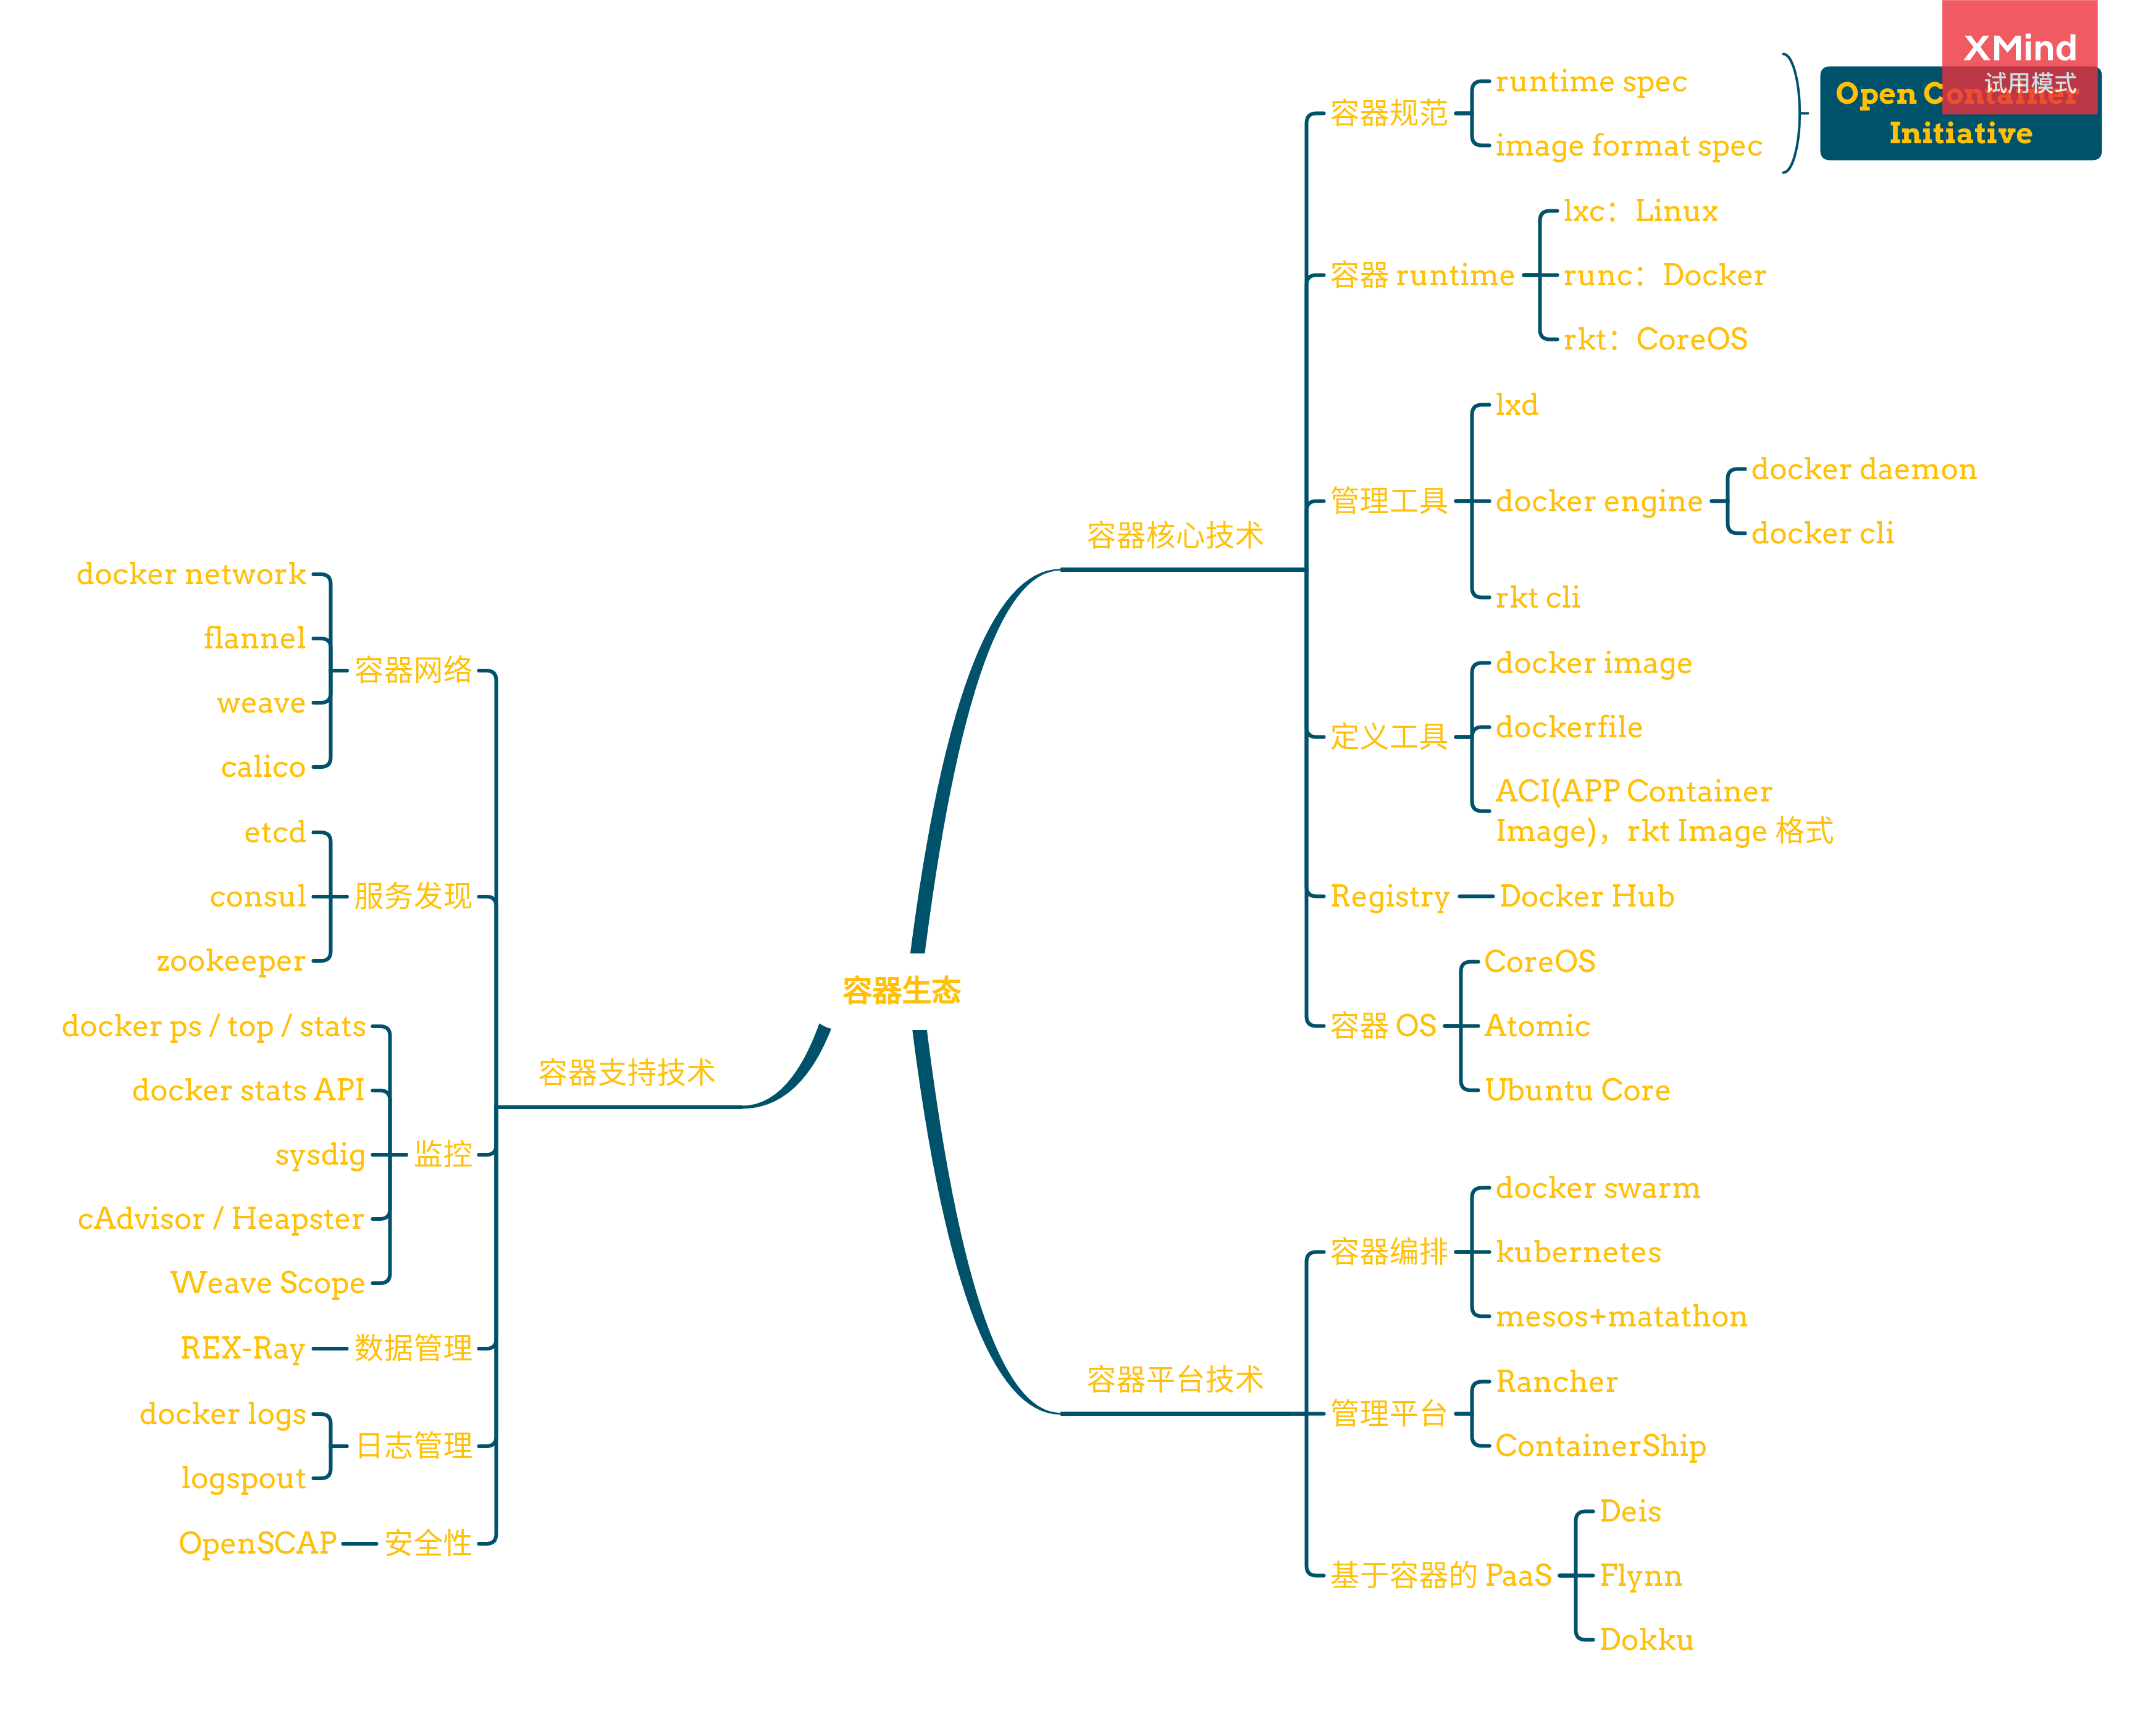 XMind
试用模式
Open Container
Initiative
容器生态
容器核心技术
容器规范
runtime spec
image format spec
容器 runtime
lxc：Linux
runc：Docker
rkt：CoreOS
管理工具
lxd
docker engine
docker daemon
docker cli
rkt cli
定义工具
docker image
dockerfile
ACI(APP Container
Image)，rkt Image 格式
Registry
Docker Hub
容器 OS
CoreOS
Atomic
Ubuntu Core
容器平台技术
容器编排
docker swarm
kubernetes
mesos+matathon
管理平台
Rancher
ContainerShip
基于容器的 PaaS
Deis
Flynn
Dokku
容器支持技术
容器网络
docker network
flannel
weave
calico
服务发现
etcd
consul
zookeeper
监控
docker ps / top / stats
docker stats API
sysdig
cAdvisor / Heapster
Weave Scope
数据管理
REX-Ray
日志管理
docker logs
logspout
安全性
OpenSCAP